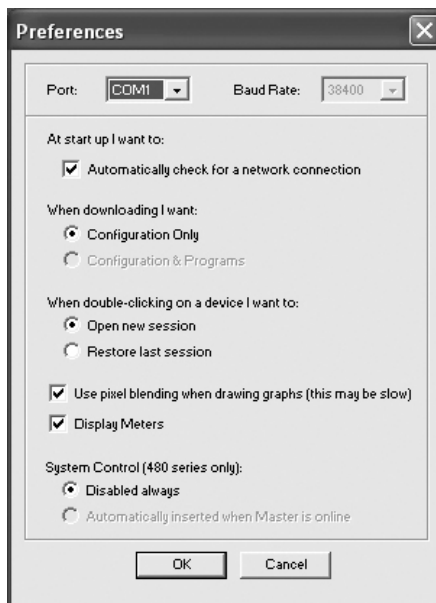 Preferences
Port: COM1 Baud Rate: 38400
At start up I want to:
Automatically check for a network connection
When downloading I want:
Configuration Only
Configuration & Programs
When double-clicking on a device I want to:
Open new session
Restore last session
Use pixel blending when drawing graphs (this may be slow)
Display Meters
System Control (480 series only):
Disabled always
Automatically inserted when Master is online
OK Cancel